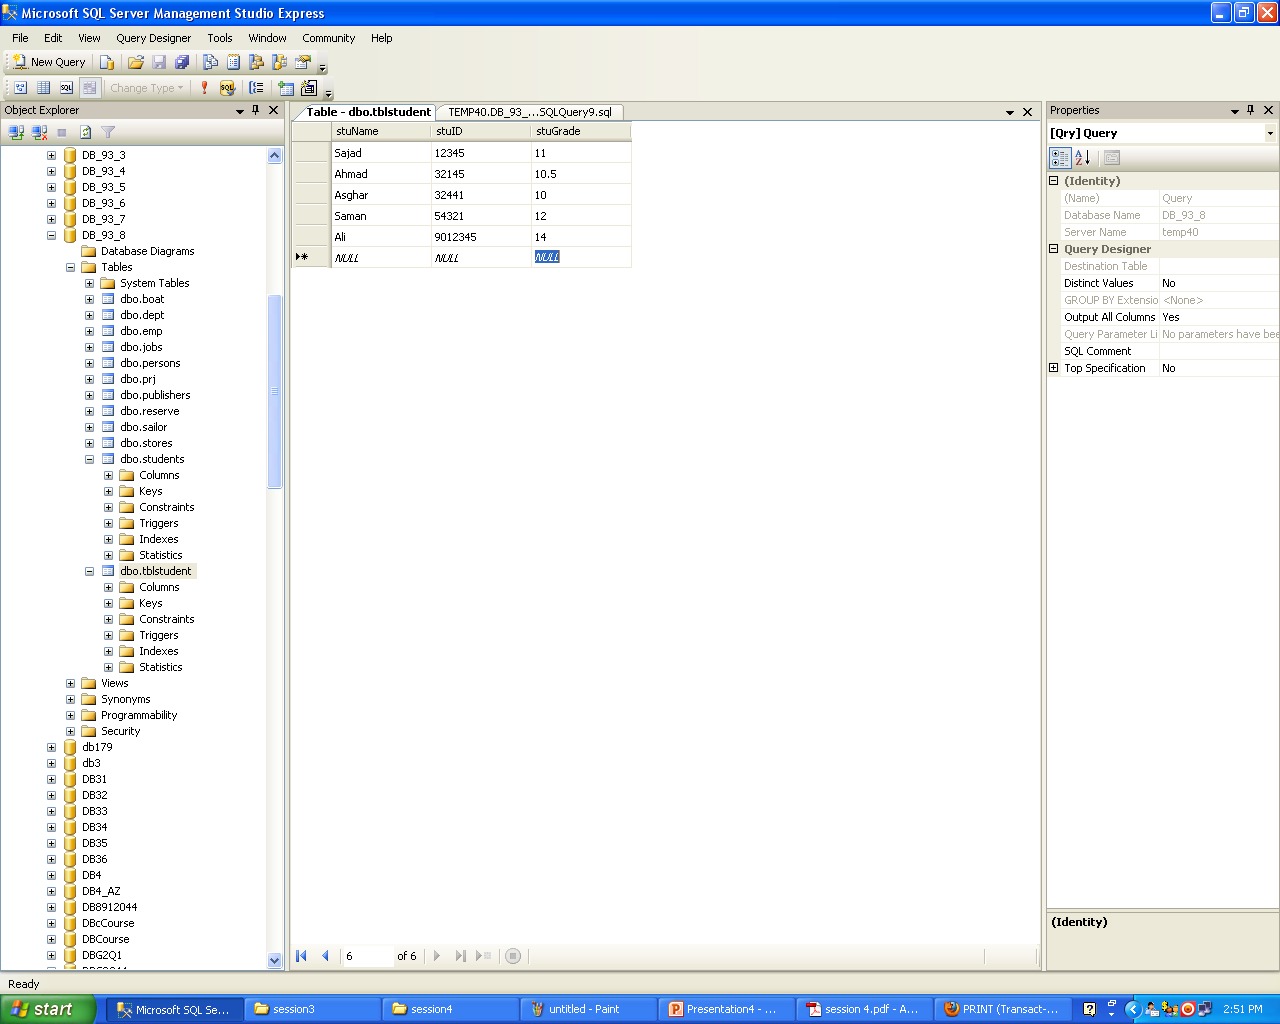 Microsoft SQL Server Management Studio Express
File Edit View Query Designer Tools Window Community Help
New Query
Change Type
Object Explorer
DB_93_3
DB_93_4
DB_93_5
DB_93_6
DB_93_7
DB_93_8
Database Diagrams
Tables
System Tables
dbo.boat
dbo.dept
dbo.emp
dbo.jobs
dbo.persons
dbo.prj
dbo.publishers
dbo.reserve
dbo.sailor
dbo.stores
dbo.students
Columns
Keys
Constraints
Triggers
Indexes
Statistics
dbo.tblstudent
Columns
Keys
Constraints
Triggers
Indexes
Statistics
Views
Synonyms
Programmability
Security
db179
db3
DB31
DB32
DB33
DB34
DB35
DB36
DB4
DB4_AZ
DB8912044
DBcCourse
DBCourse
DBG2Q1
Table - dbo.tblstudent TEMP40.DB_93_...SQLQuery9.sql
stuName stuID stuGrade
Sajad 12345 11
Ahmad 32145 10.5
Asghar 32441 10
Saman 54321 12
Ali 9012345 14
NULL NULL NULL
6 of 6
Properties
[Qry] Query
(Identity)
(Name) Query
Database Name DB_93_8
Server Name temp40
Query Designer
Destination Table
Distinct Values No
GROUP BY Extensio <None>
Output All Columns Yes
Query Parameter Li No parameters have bee
SQL Comment
Top Specification No
(Identity)
Ready
start Microsoft SQL Se... session3 session4 untitled - Paint Presentation4 - ... session 4.pdf - A... PRINT (Transact-... 2:51 PM